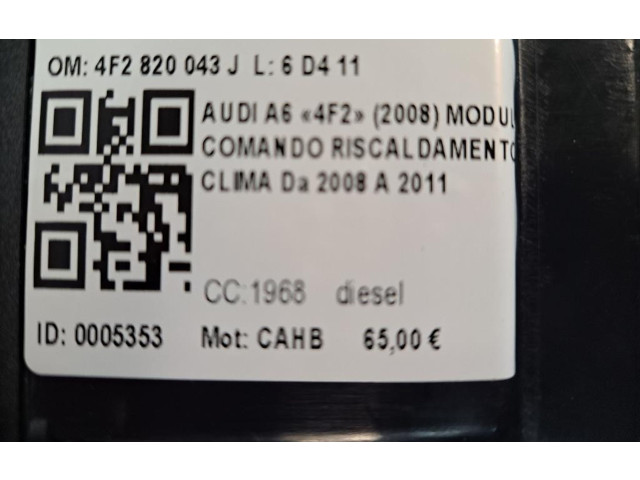 OM: 4F2 820 043 J L: 6 D4 11
AUDI A6 «4F2» (2008) MODUL
COMANDO RISCALDAMENTO
CLIMA Da 2008 A 2011
CC:1968 diesel
ID: 0005353 Mot: CAHB 65,00 €